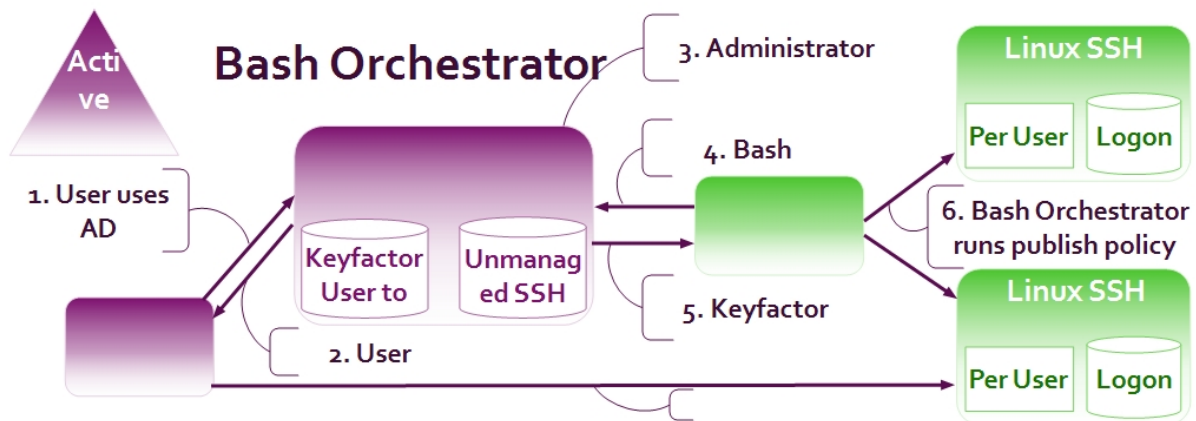 Acti
ve
Bash Orchestrator
3. Administrator
Linux SSH
Per User
Logon
4. Bash
1. User uses
AD
6. Bash Orchestrator
runs publish policy
Keyfactor
User to
Unmanag
ed SSH
5. Keyfactor
Linux SSH
2. User
Per User
Logon